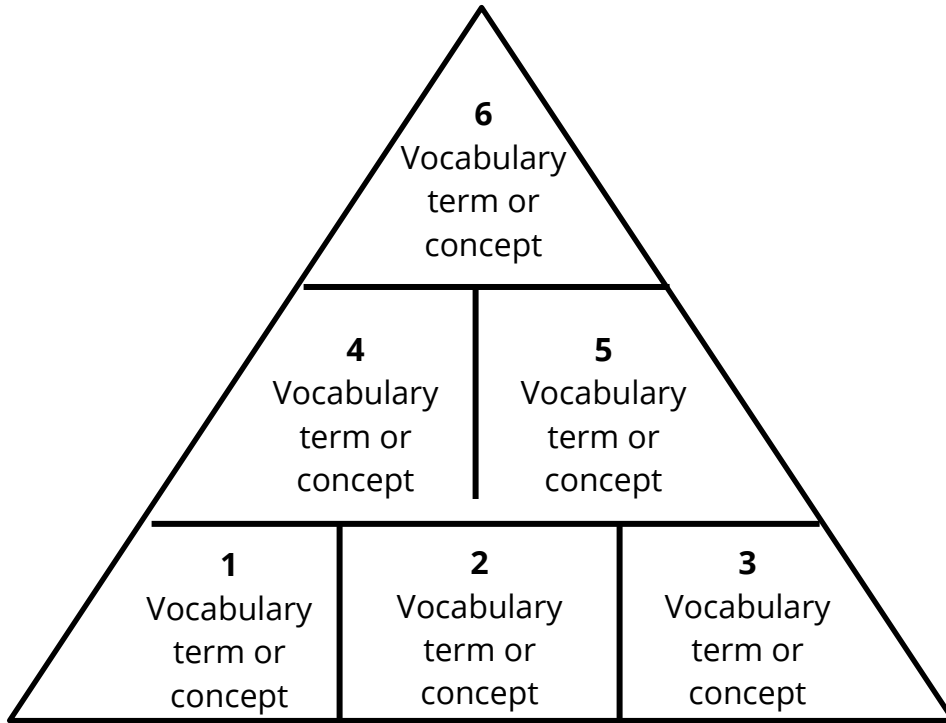 6
Vocabulary
term or
concept
4
Vocabulary
term or
concept
5
Vocabulary
term or
concept
1
Vocabulary
term or
concept
2
Vocabulary
term or
concept
3
Vocabulary
term or
concept